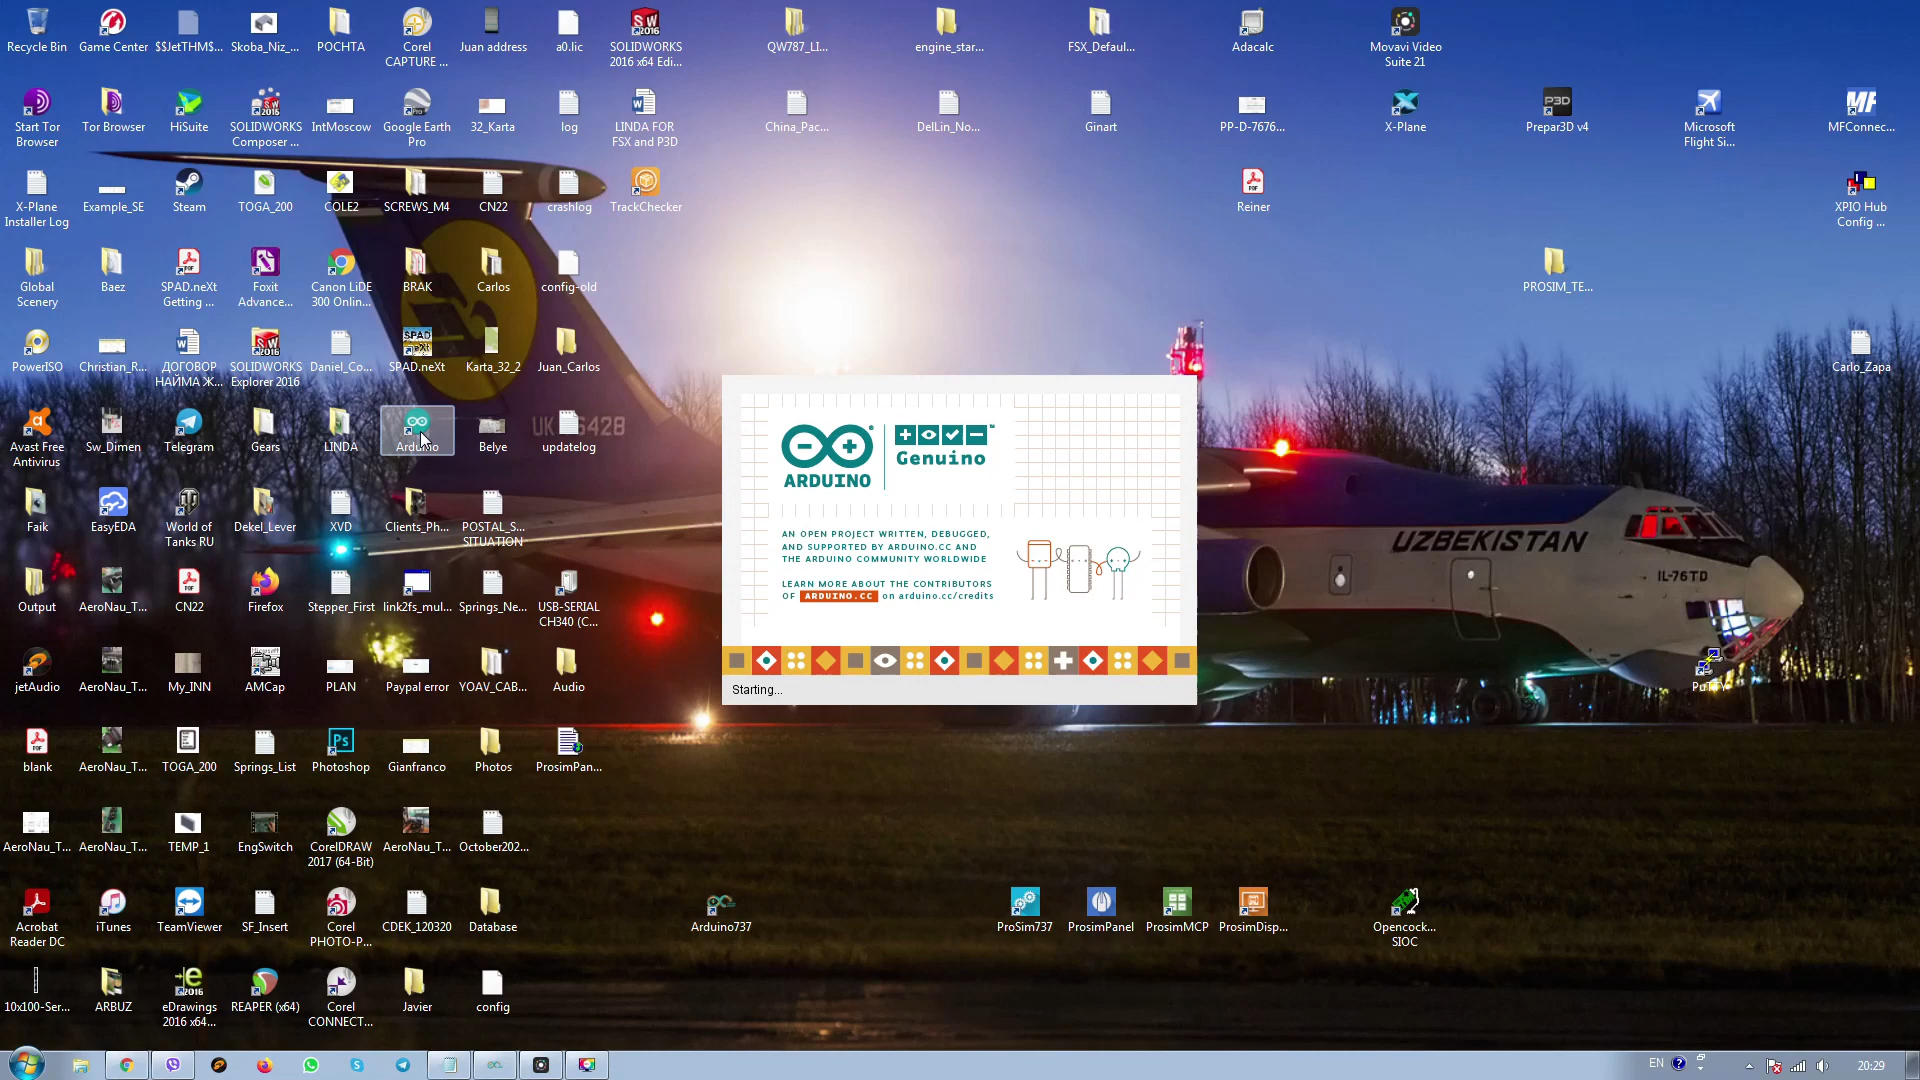 Recycle Bin
Game Center
$$JetTHM$...
Skoba_Niz_...
POCHTA
Corel
CAPTURE ...
Juan address
a0.lic
SOLIDWORKS
2016 x64 Edi...
QW787_LI...
engine_star...
FSX_Defaul...
Adacalc
Movavi Video
Suite 21
Start Tor
Browser
Tor Browser
HiSuite
SOLIDWORKS
Composer ...
IntMoscow
Google Earth
Pro
32_Karta
log
LINDA FOR
FSX and P3D
China_Pac...
DelLin_No...
Ginart
PP-D-7676...
X-Plane
Prepar3D v4
Microsoft
Flight Si...
MFConnec...
X-Plane
Installer Log
Example_SE
Steam
TOGA_200
COLE2
SCREWS_M4
CN22
crashlog
TrackChecker
Reiner
XPIO Hub
Config ...
Global
Scenery
Baez
SPAD.neXt
Getting ...
Foxit
Advance...
Canon LiDE
300 Onlin...
BRAK
Carlos
config-old
PROSIM_TE...
PowerISO
Christian_R...
ДОГОВОР
НАЙМА Ж...
SOLIDWORKS
Explorer 2016
Daniel_Co...
SPAD.neXt
Karta_32_2
Juan_Carlos
Carlo_Zapa
Avast Free
Antivirus
Sw_Dimen
Telegram
Gears
LINDA
Arduino
Belye
updatelog
Faik
EasyEDA
World of
Tanks RU
Dekel_Lever
XVD
Clients_Ph...
POSTAL_S...
SITUATION
Output
AeroNau_T...
CN22
Firefox
Stepper_First
link2fs_mul...
Springs_Ne...
USB-SERIAL
CH340 (C...
jetAudio
AeroNau_T...
My_INN
AMCap
PLAN
Paypal error
YOAV_CAB...
Audio
PuTTY
blank
AeroNau_T...
TOGA_200
Springs_List
Photoshop
Gianfranco
Photos
ProsimPan...
AeroNau_T...
AeroNau_T...
TEMP_1
EngSwitch
CorelDRAW
2017 (64-Bit)
AeroNau_T...
October202...
Acrobat
Reader DC
iTunes
TeamViewer
SF_Insert
Corel
PHOTO-P...
CDEK_120320
Database
Arduino737
ProSim737
ProsimPanel
ProsimMCP
ProsimDisp...
Opencock...
SIOC
10x100-Ser...
ARBUZ
eDrawings
2016 x64...
REAPER (x64)
Corel
CONNECT...
Javier
config
ARDUINO
Genuino™
AN OPEN PROJECT WRITTEN, DEBUGGED,
AND SUPPORTED BY ARDUINO.CC AND
THE ARDUINO COMMUNITY WORLDWIDE
LEARN MORE ABOUT THE CONTRIBUTORS
OF ARDUINO.CC on arduino.cc/credits
Starting...
UZBEKISTAN
IL-76TD
EN
20:29